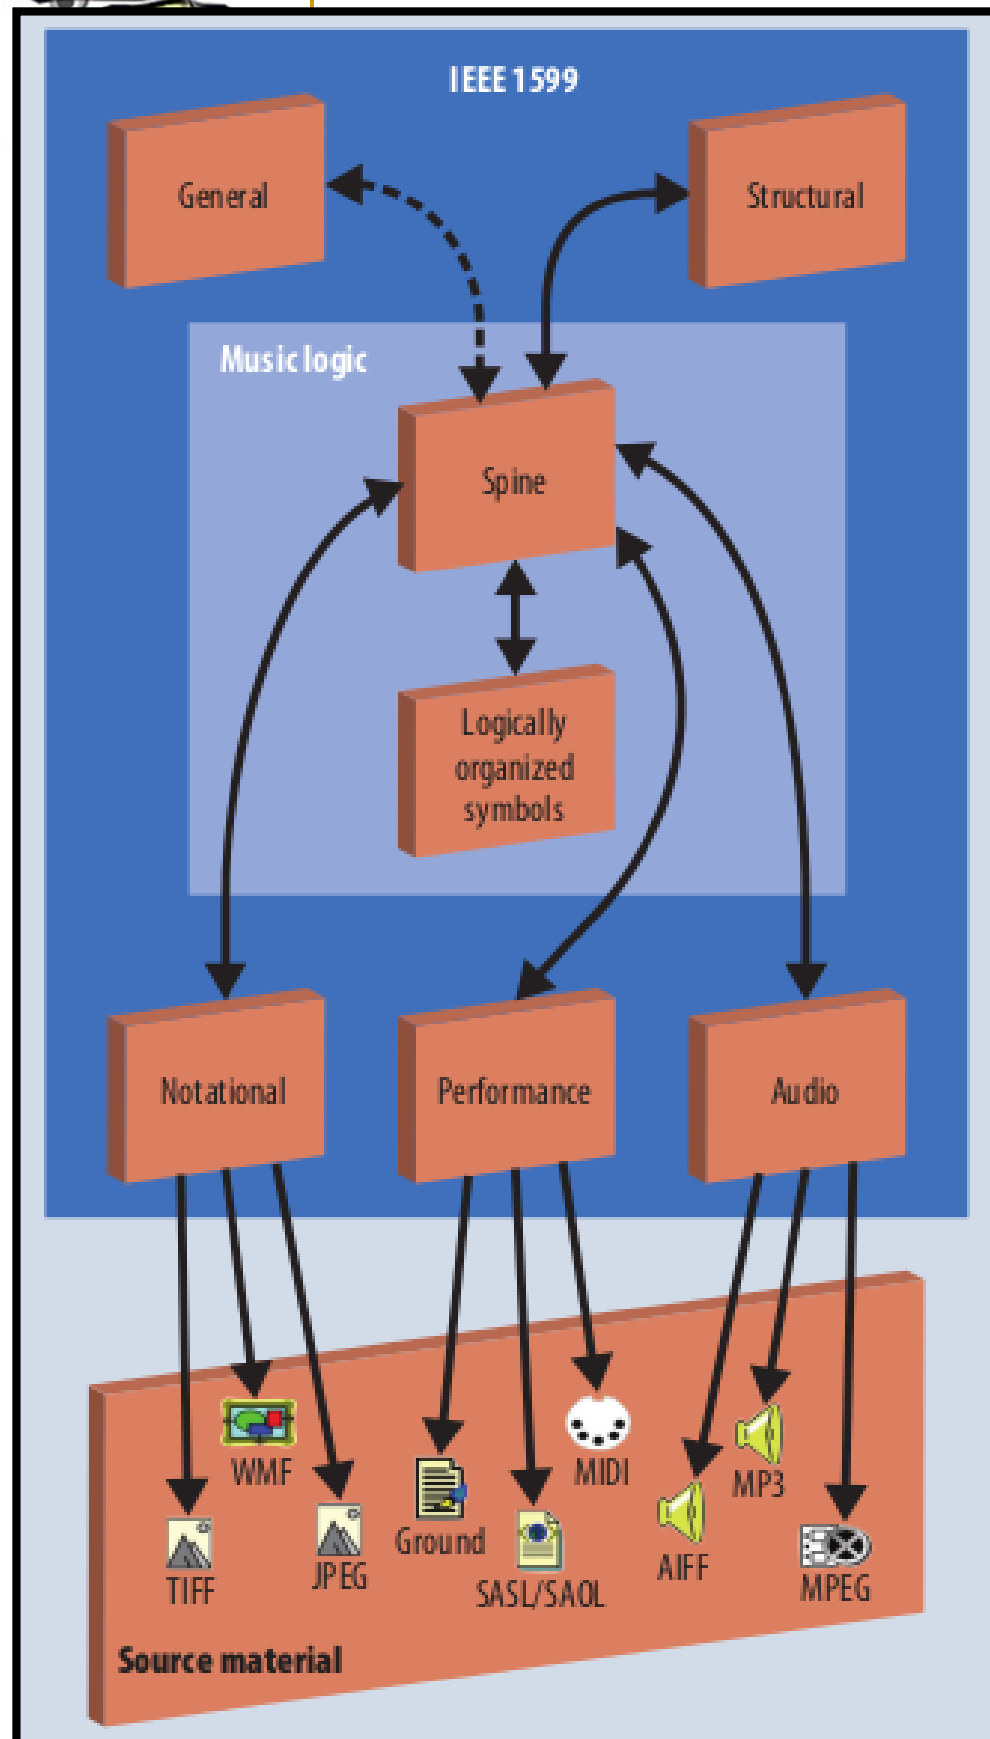 IEEE 1599
General
Structural
Music logic
Spine
Logically
organized
symbols
Notational
Performance
Audio
WMF
MIDI
MP3
TIFF
JPEG
Ground
SASL/SAOL
AIFF
MPEG
Source material